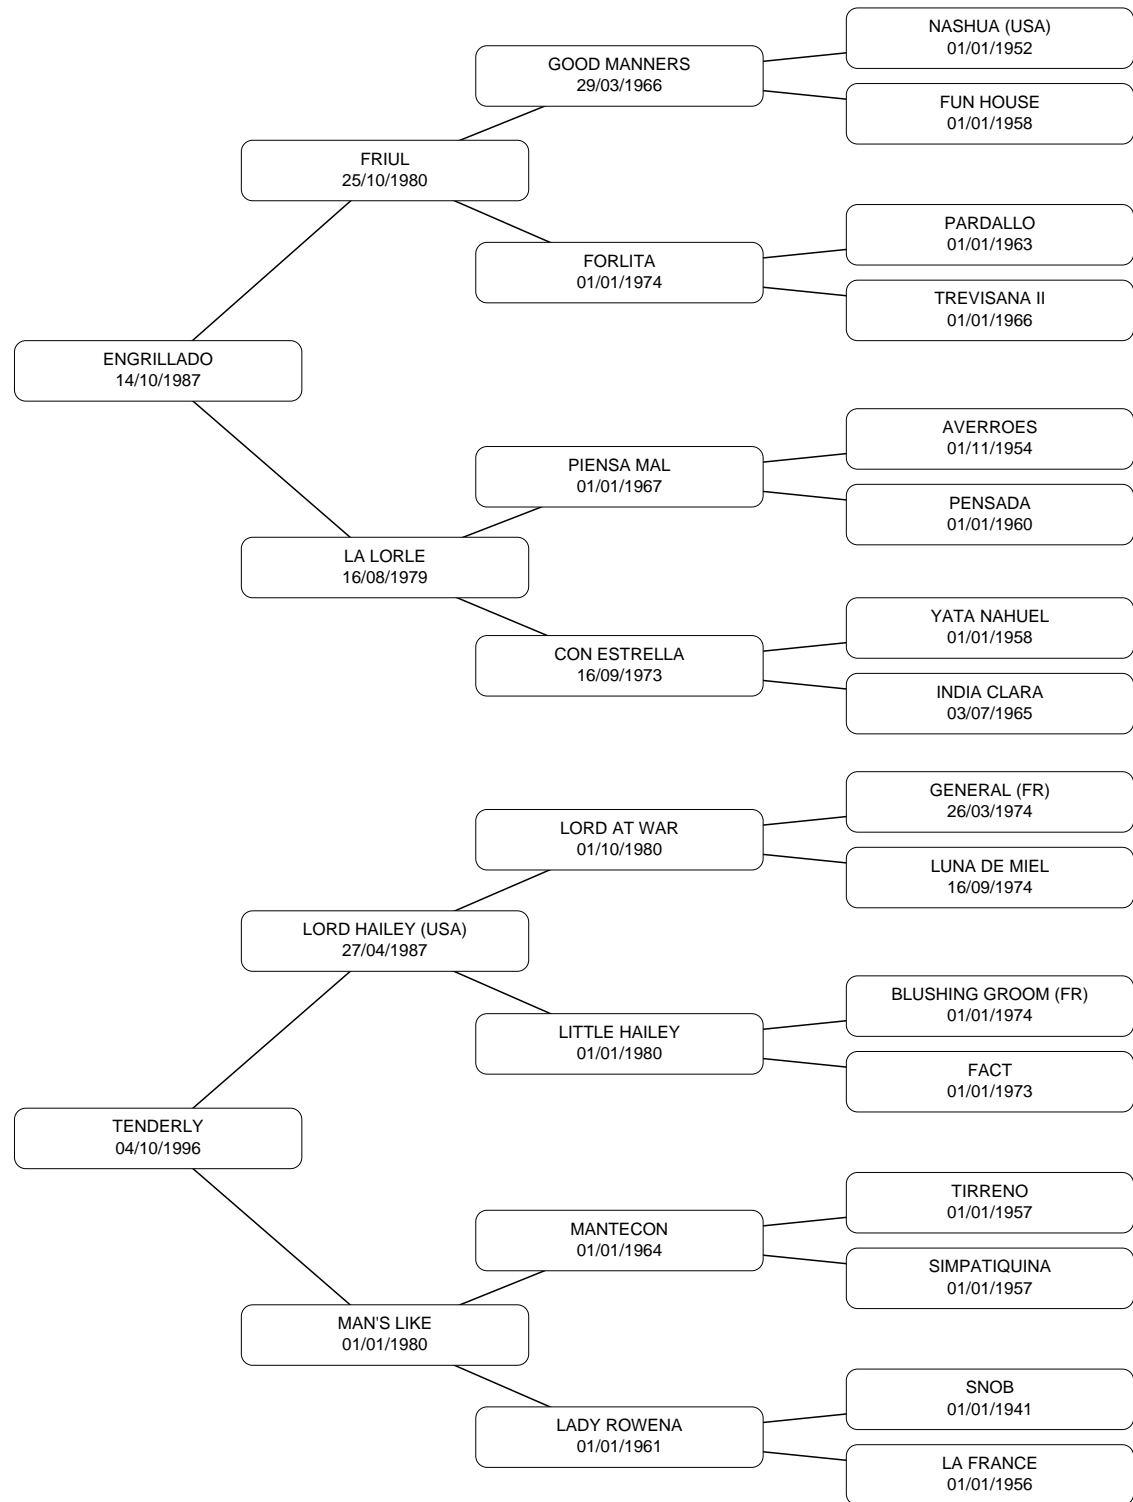 NASHUA (USA)
01/01/1952
GOOD MANNERS
29/03/1966
FUN HOUSE
01/01/1958
FRIUL
25/10/1980
PARDALLO
01/01/1963
FORLITA
01/01/1974
TREVISANA II
01/01/1966
ENGRILLADO
14/10/1987
AVERROES
01/11/1954
PIENSA MAL
01/01/1967
PENSADA
01/01/1960
LA LORLE
16/08/1979
YATA NAHUEL
01/01/1958
CON ESTRELLA
16/09/1973
INDIA CLARA
03/07/1965
GENERAL (FR)
26/03/1974
LORD AT WAR
01/10/1980
LUNA DE MIEL
16/09/1974
LORD HAILEY (USA)
27/04/1987
BLUSHING GROOM (FR)
01/01/1974
LITTLE HAILEY
01/01/1980
FACT
01/01/1973
TENDERLY
04/10/1996
TIRRENO
01/01/1957
MANTECON
01/01/1964
SIMPATIQUINA
01/01/1957
MAN'S LIKE
01/01/1980
SNOB
01/01/1941
LADY ROWENA
01/01/1961
LA FRANCE
01/01/1956